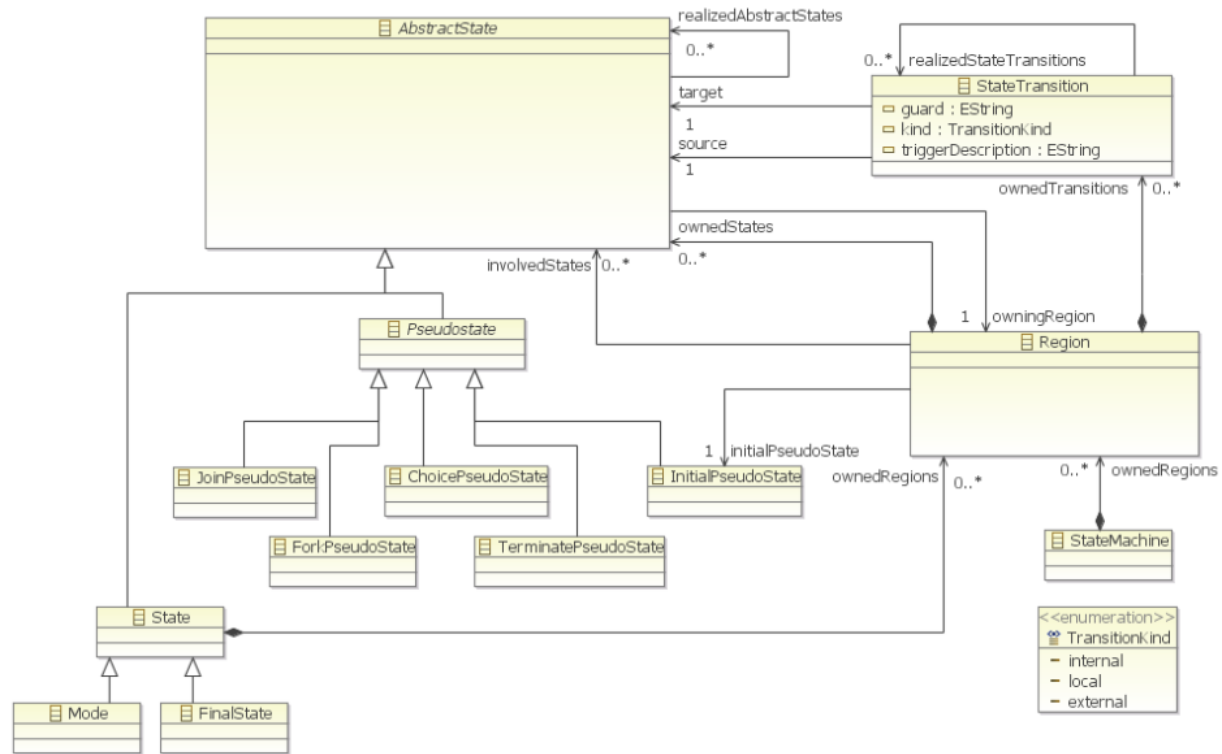 AbstractState
realizedAbstractStates
0..*
0..*
realizedStateTransitions
StateTransition
guard : EString
kind : TransitionKind
triggerDescription : EString
target
1
source
1
ownedTransitions
0..*
ownedStates
0..*
involvedStates
0..*
1
owningRegion
Pseudostate
Region
1
initialPseudoState
JoinPseudoState
ChoicePseudoState
InitialPseudoState
ownedRegions
0..*
0..*
ownedRegions
ForkPseudoState
TerminatePseudoState
StateMachine
State
<<enumeration>>
TransitionKind
internal
local
external
Mode
FinalState